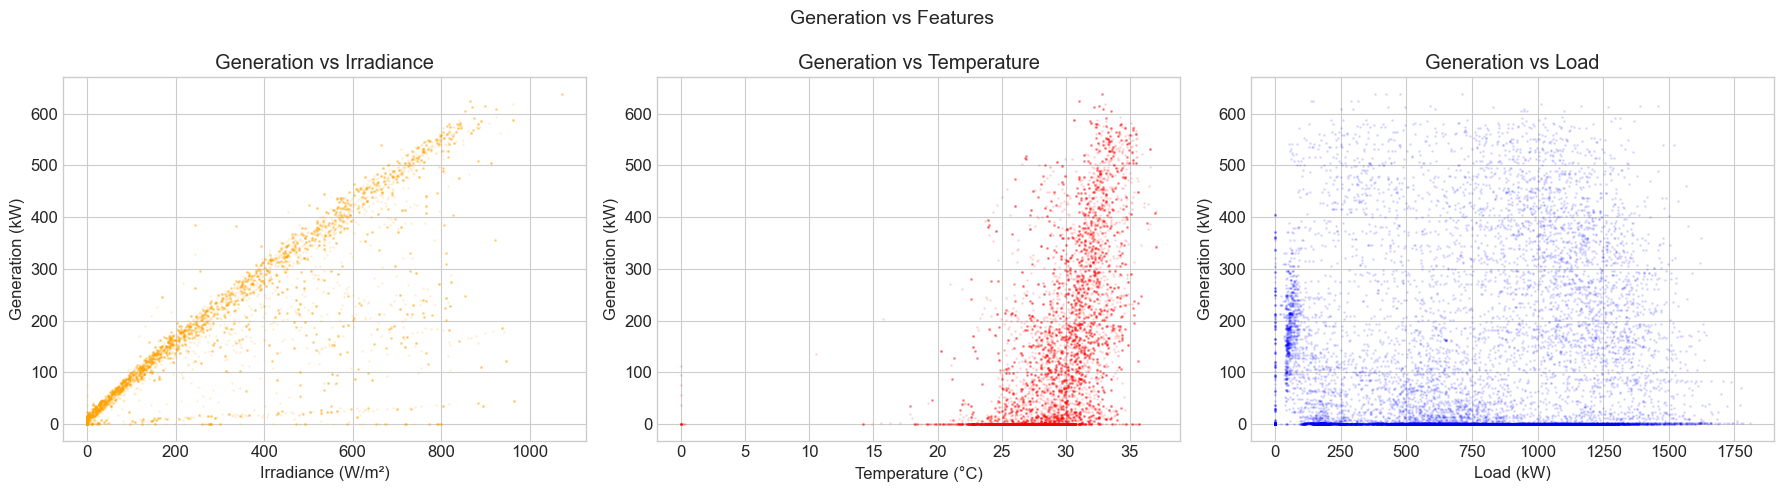 Generation vs Features
Generation vs Irradiance
Generation (kW)
600
500
400
300
200
100
0
0 200 400 600 800 1000
Irradiance (W/m²)
Generation vs Temperature
Generation (kW)
600
500
400
300
200
100
0
0 5 10 15 20 25 30 35
Temperature (°C)
Generation vs Load
Generation (kW)
600
500
400
300
200
100
0
0 250 500 750 1000 1250 1500 1750
Load (kW)